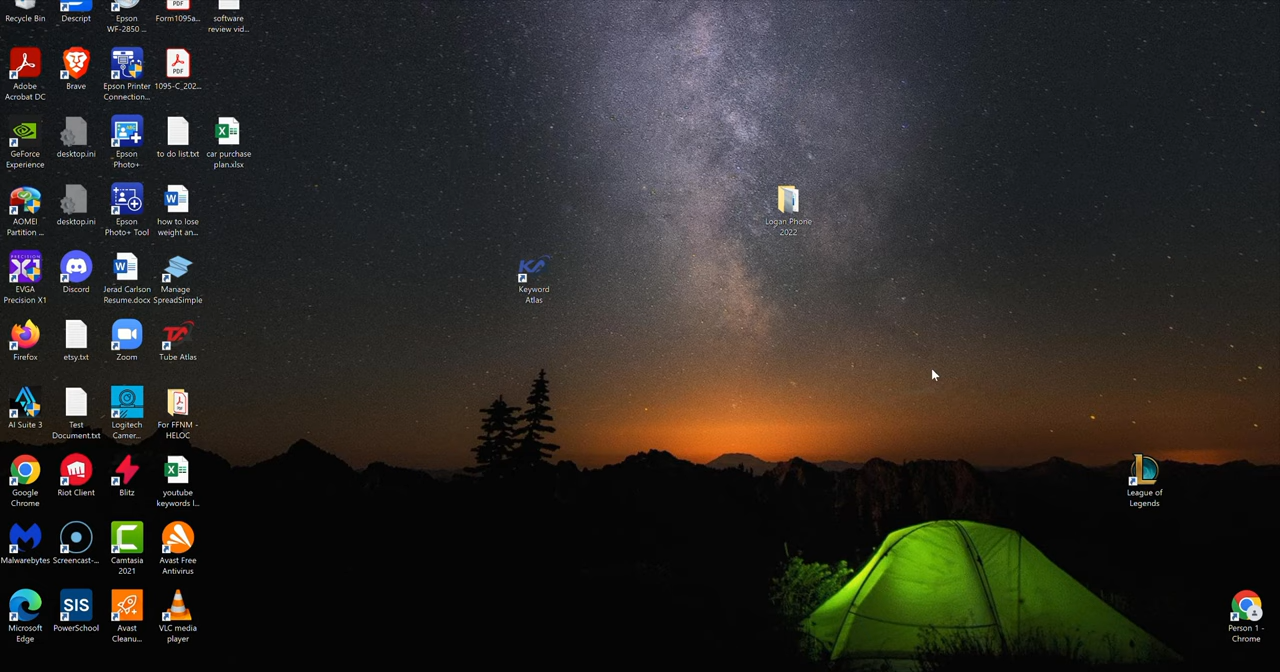 Recycle Bin
Descript
Epson
WF-2850 ...
Form1095a...
software
review vid...
Adobe
Acrobat DC
Brave
Epson Printer
Connection...
PDF
1095-C_202...
GeForce
Experience
desktop.ini
Epson
Photo+
to do list.txt
car purchase
plan.xlsx
AOMEI
Partition ...
desktop.ini
Epson
Photo+ Tool
how to lose
weight an...
Logan Phone
2022
EVGA
Precision X1
Discord
Jerad Carlson
Resume.docx
Manage
SpreadSimple
Keyword
Atlas
Firefox
etsy.txt
Zoom
Tube Atlas
AI Suite 3
Test
Document.txt
Logitech
Camer...
For FFNM -
HELOC
Google
Chrome
Riot Client
Blitz
youtube
keywords l...
League of
Legends
Malwarebytes
Screencast-...
Camtasia
2021
Avast Free
Antivirus
Microsoft
Edge
SIS
PowerSchool
Avast
Cleanu...
VLC media
player
Person 1 -
Chrome